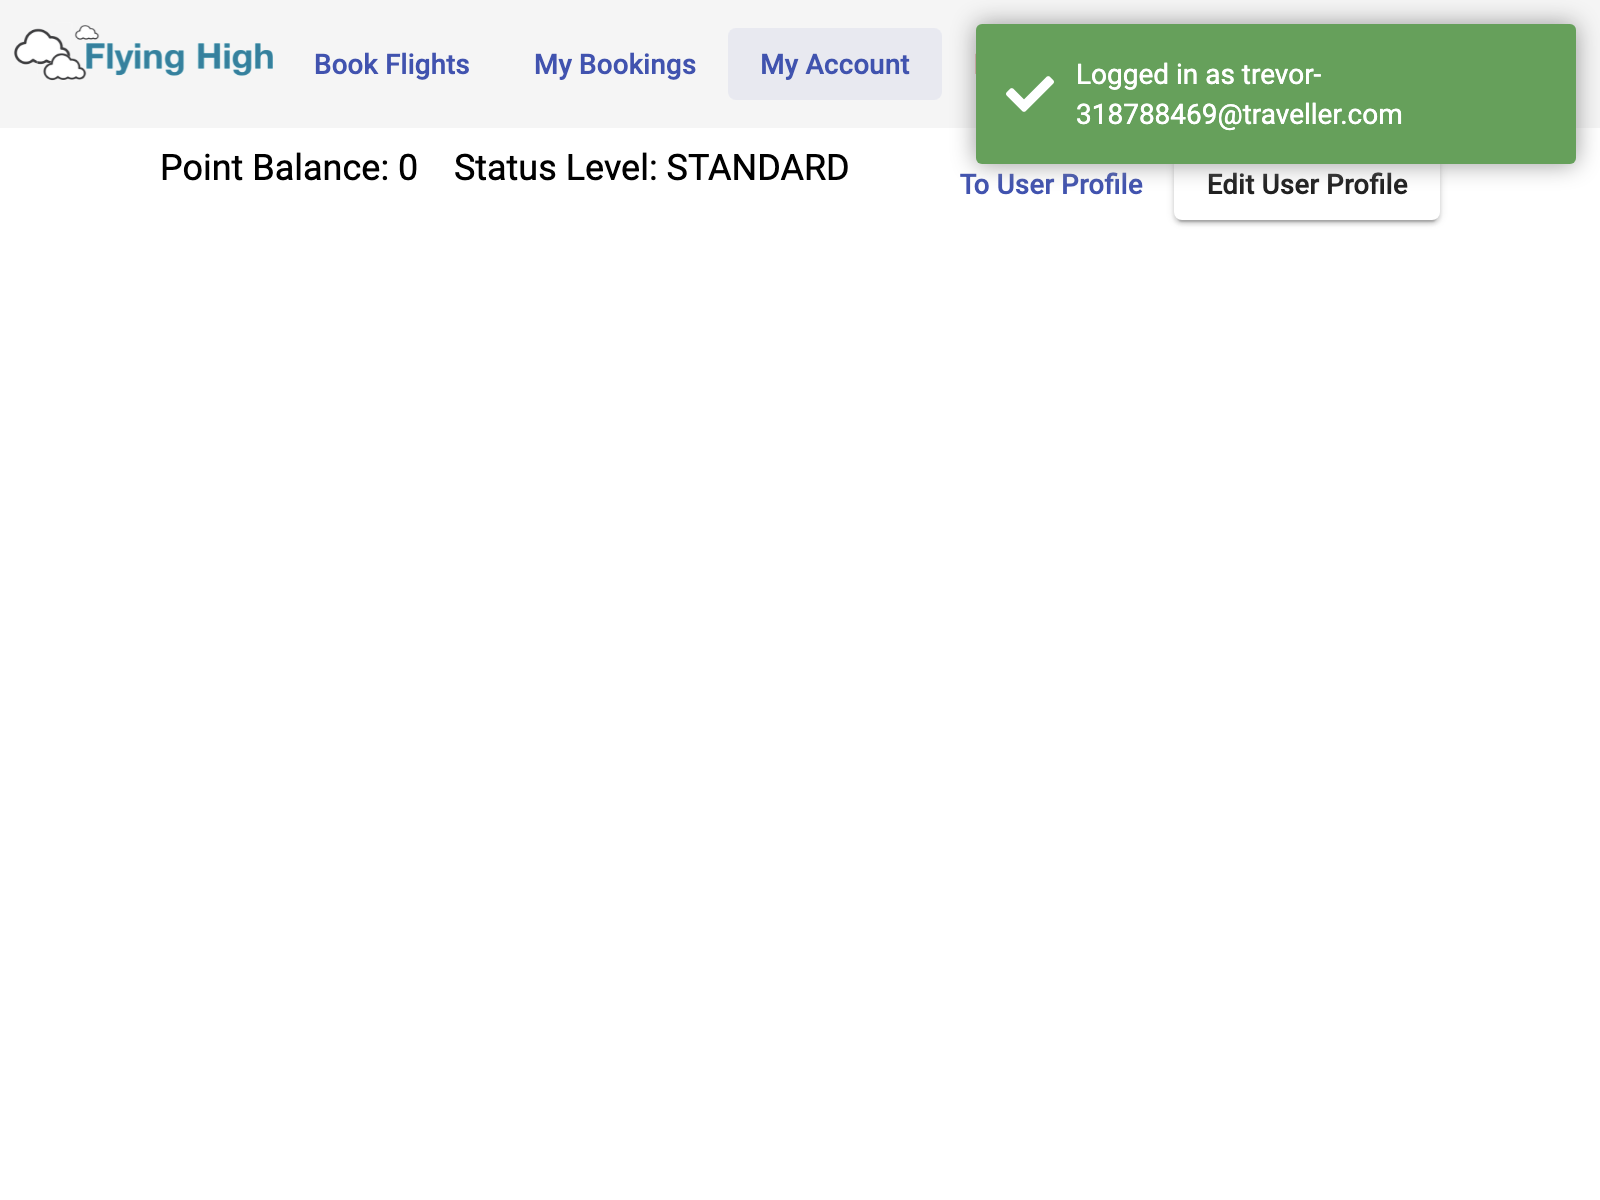 Flying High
Book Flights
My Bookings
My Account
Logged in as trevor-
318788469@traveller.com
Point Balance: 0
Status Level: STANDARD
To User Profile
Edit User Profile